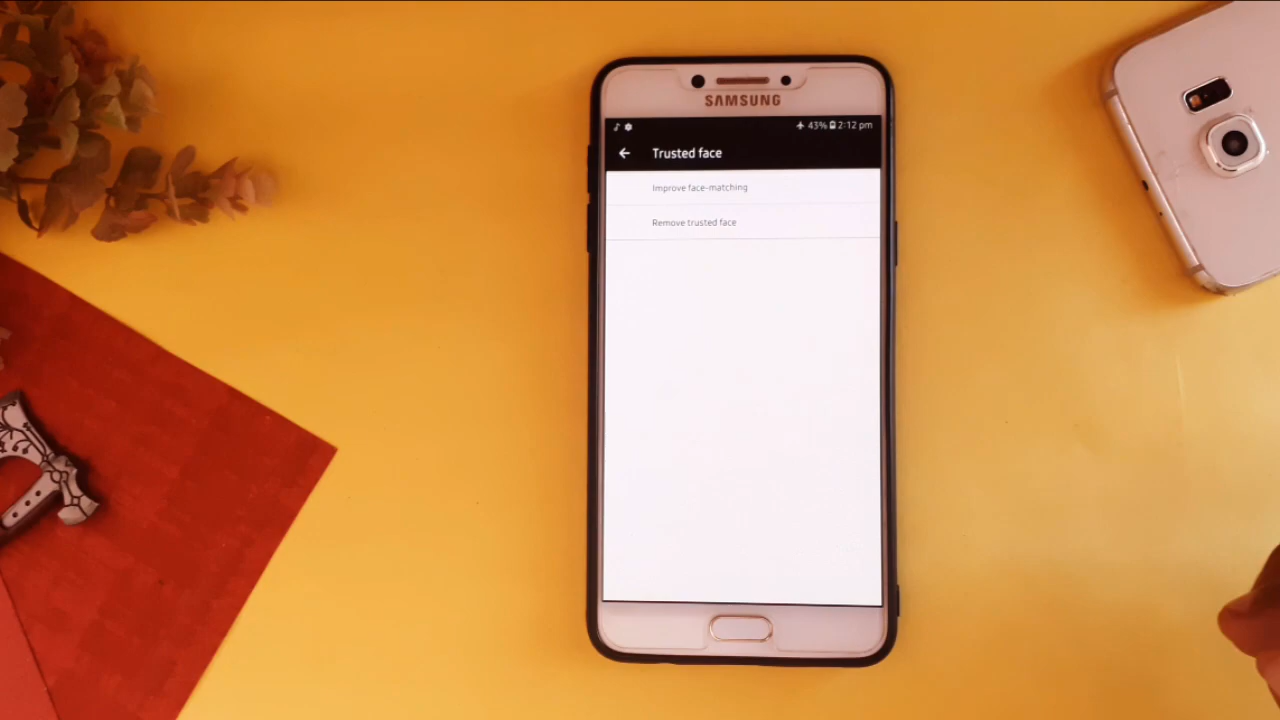 SAMSUNG
43% 2:12 pm
Trusted face
Improve face-matching
Remove trusted face